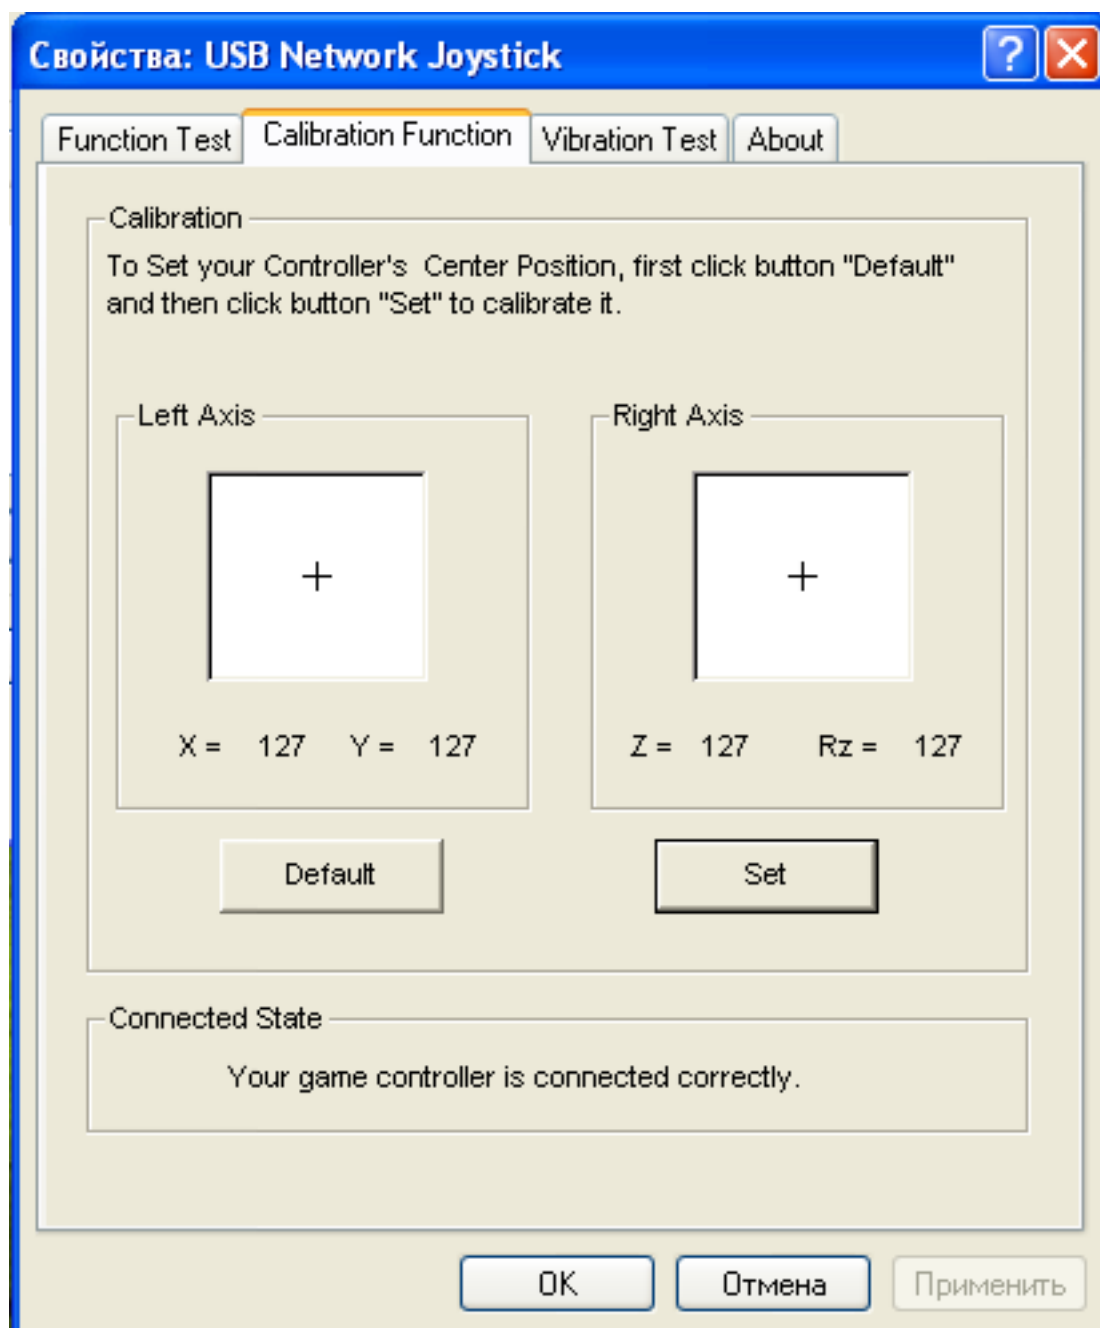 Свойства: USB Network Joystick
Function Test Calibration Function Vibration Test About
Calibration
To Set your Controller's Center Position, first click button "Default"
and then click button "Set" to calibrate it.
Left Axis Right Axis
X = 127 Y = 127 Z = 127 Rz = 127
Default Set
Connected State
Your game controller is connected correctly.
OK Отмена Применить